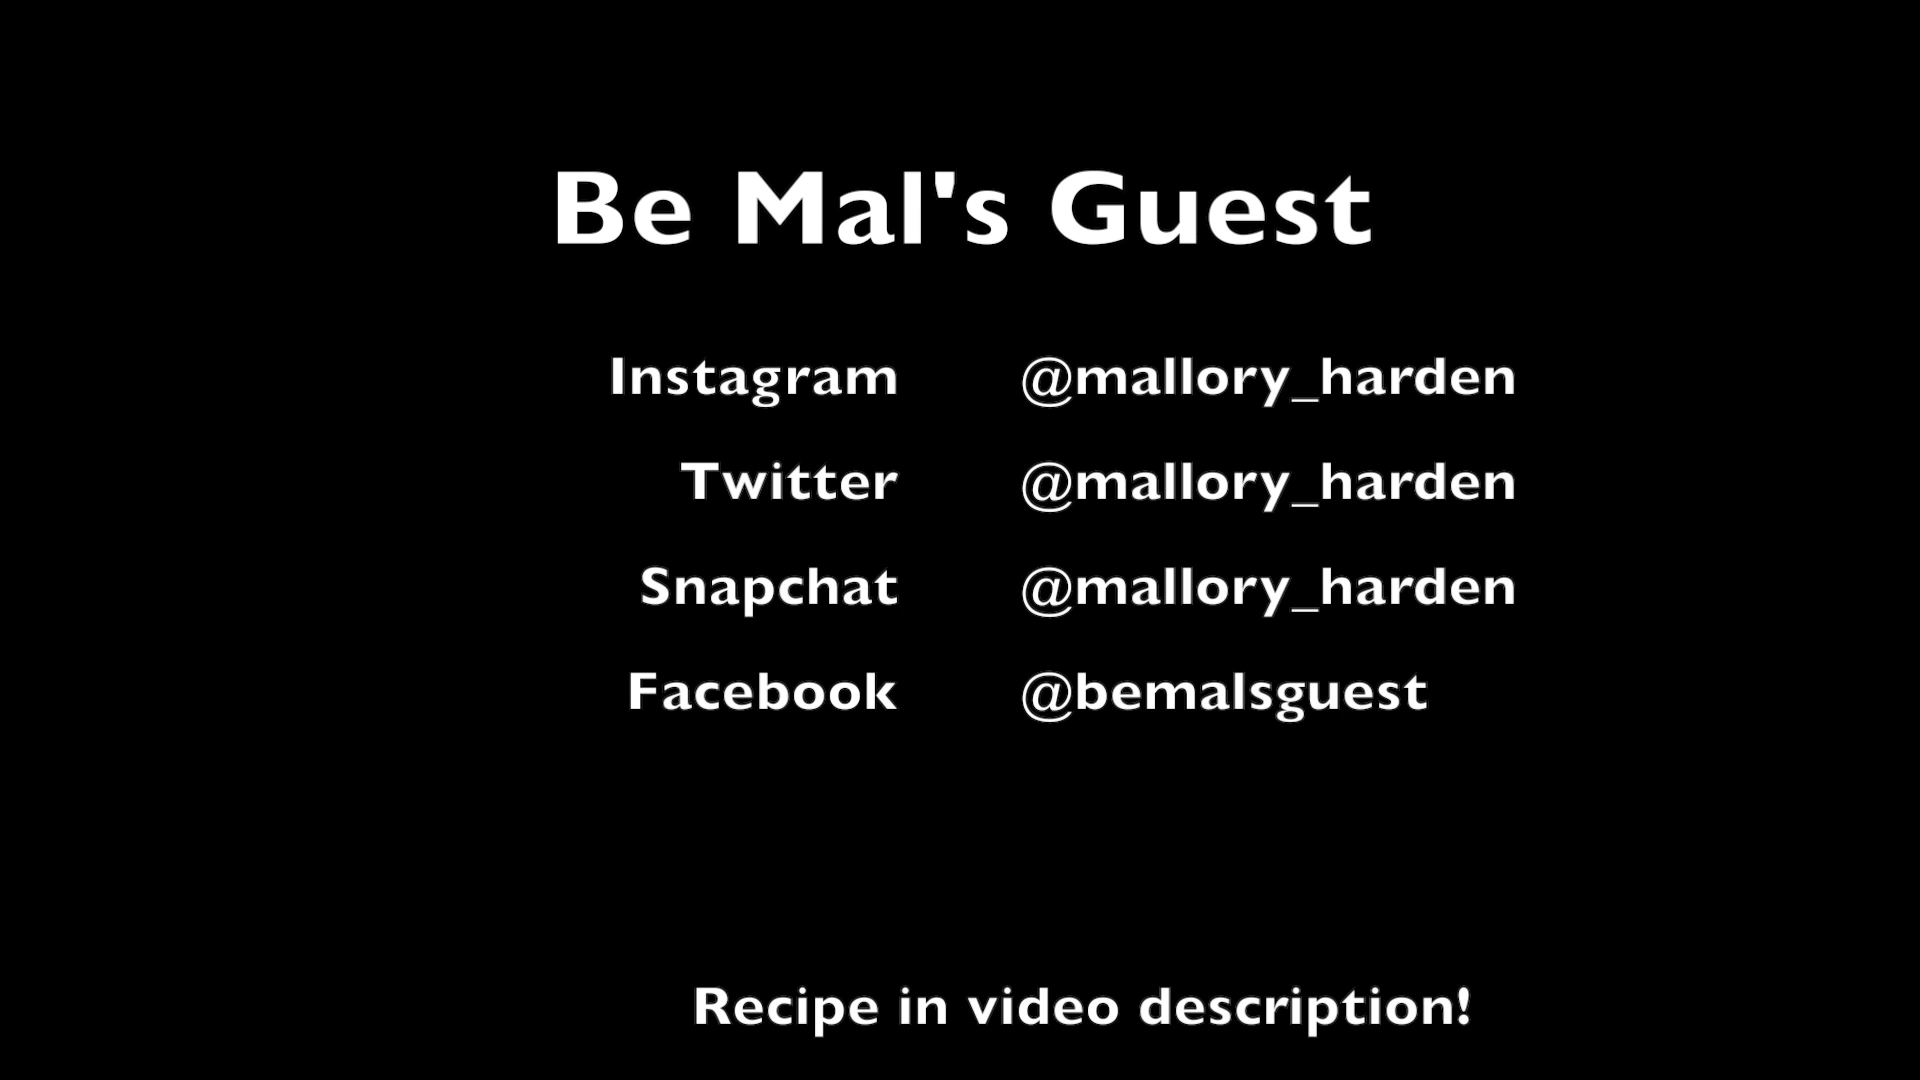 Be Mal's Guest
Instagram @mallory_harden
Twitter @mallory_harden
Snapchat @mallory_harden
Facebook @bemalsguest
Recipe in video description!